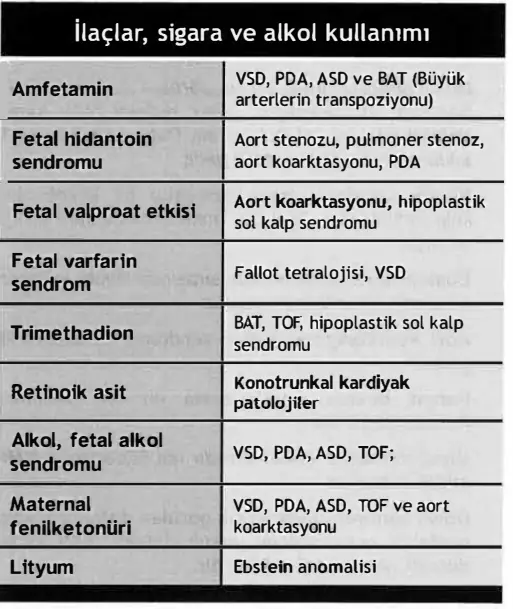 İlaçlar, sigara ve alkol kullanımı
Amfetamin
VSD, PDA, ASD ve BAT (Büyük
arterlerin transpoziyonu)
Fetal hidantoin
sendromu
Aort stenozu, pulmoner stenoz,
aort koarktasyonu, PDA
Fetal valproat etkisi
Aort koarktasyonu, hipoplastik
sol kalp sendromu
Fetal varfarin
sendrom
Fallot tetralojisi, VSD
Trimethadion
BAT, TOF, hipoplastik sol kalp
sendromu
Retinoik asit
Konotrunkal kardiyak
patolojiler
Alkol, fetal alkol
sendromu
VSD, PDA, ASD, TOF;
Maternal
fenilketonüri
VSD, PDA, ASD, TOF ve aort
koarktasyonu
Lityum
Ebstein anomalisi